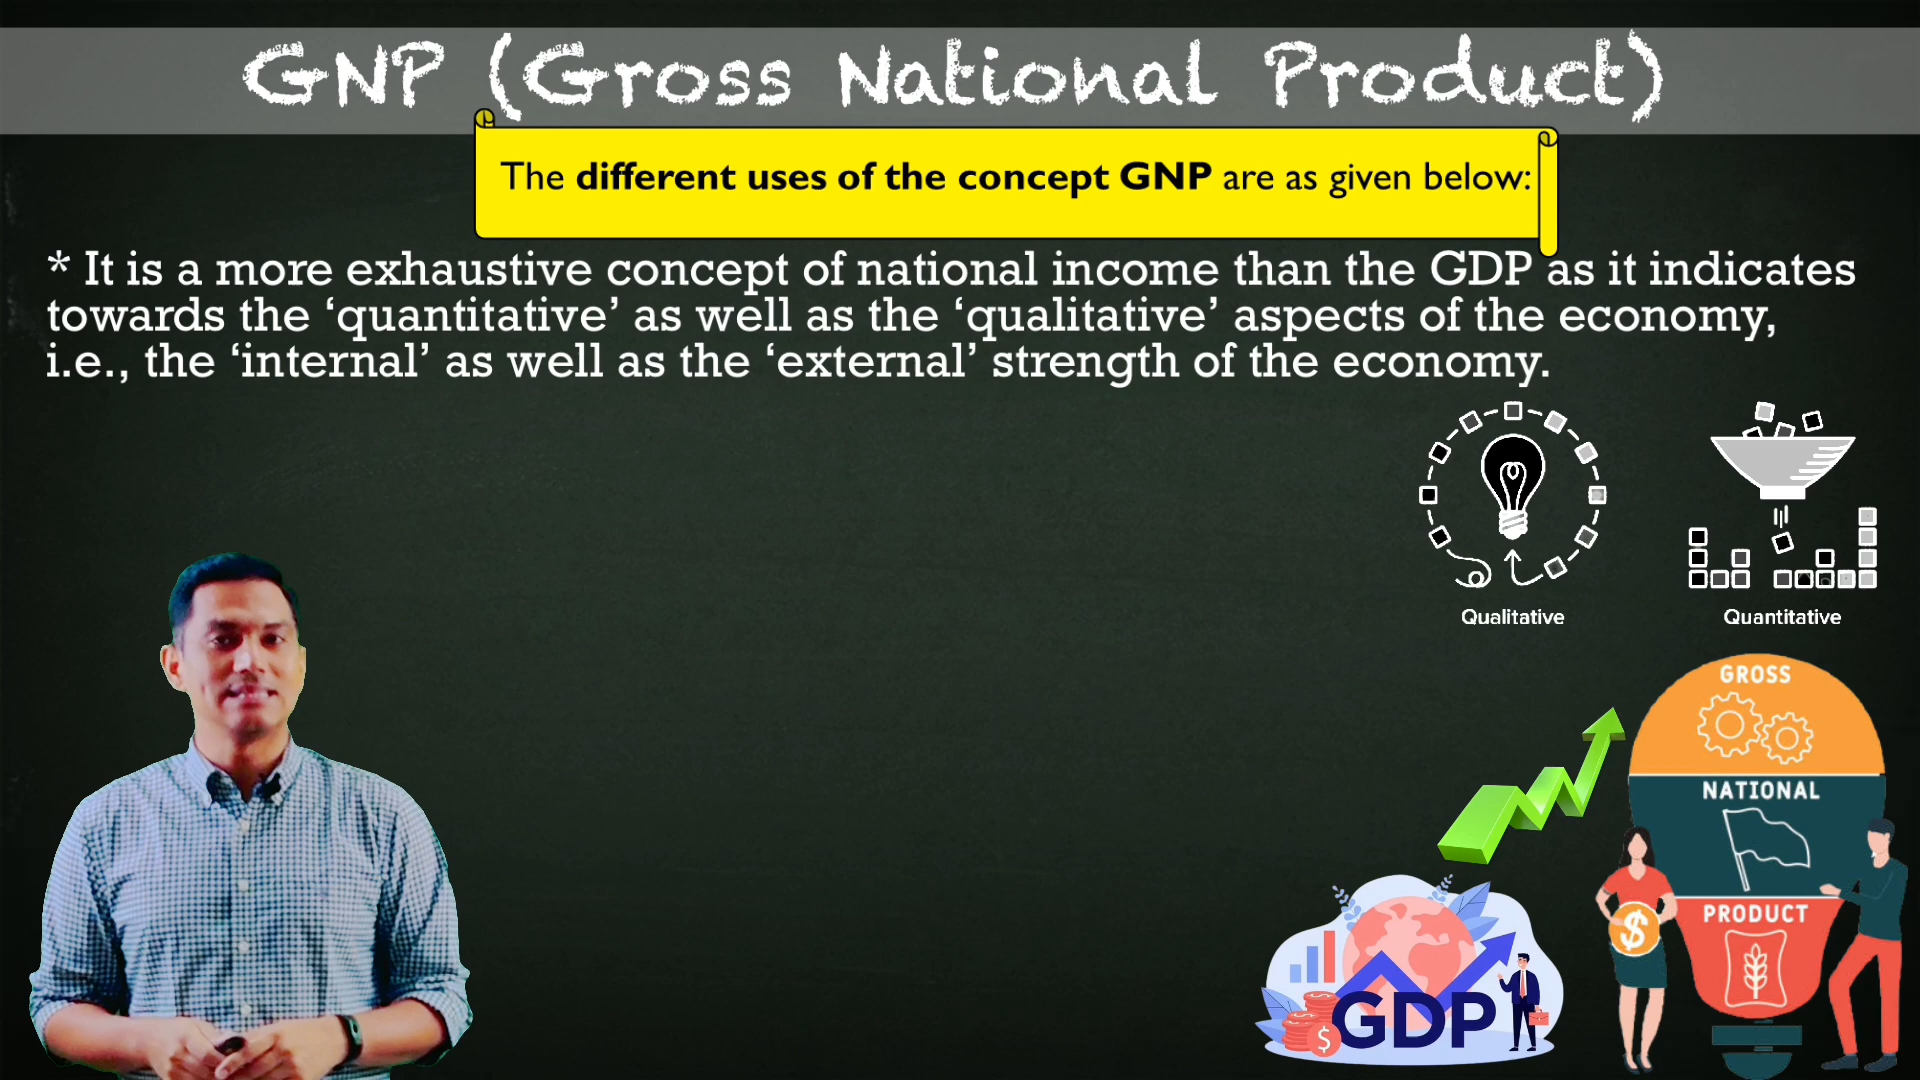 GNP (Gross National Product)
The different uses of the concept GNP are as given below:
* It is a more exhaustive concept of national income than the GDP as it indicates
towards the ‘quantitative’ as well as the ‘qualitative’ aspects of the economy,
i.e., the ‘internal’ as well as the ‘external’ strength of the economy.
Qualitative
Quantitative
GROSS
NATIONAL
PRODUCT
$
GDP
$